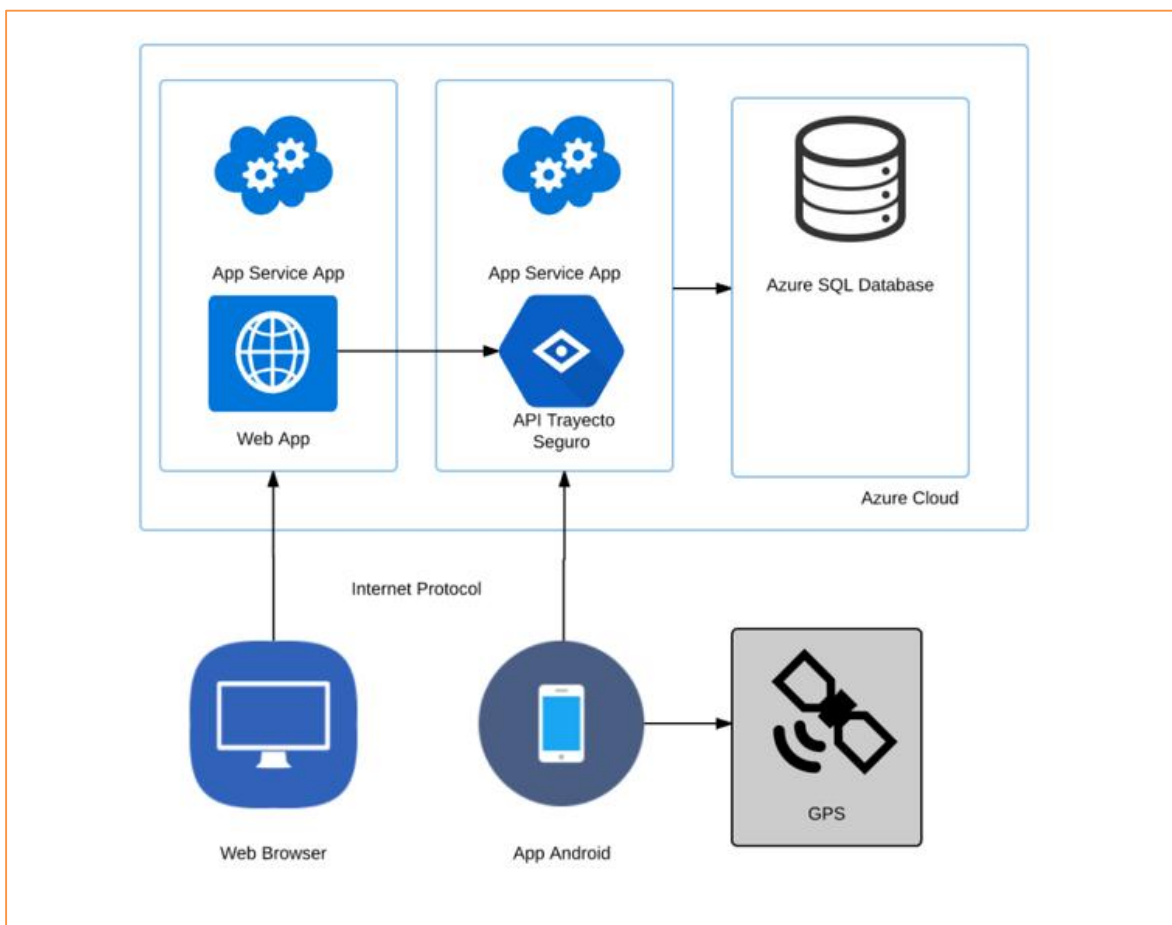 App Service App
App Service App
Azure SQL Database
Web App
API Trayecto
Seguro
Azure Cloud
Internet Protocol
GPS
Web Browser
App Android